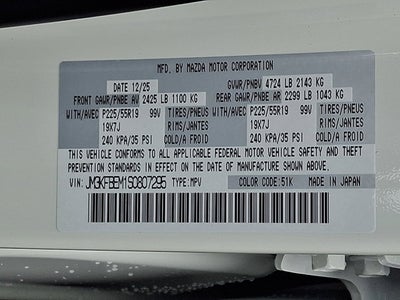 MFD. BY MAZDA MOTOR CORPORATION
DATE 12/25 GVWR/PNBV 4724 LB 2143 KG
FRONT GAWR/PNBE AV 2425 LB 1100 KG REAR GAWR/PNBE AR 2299 LB 1043 KG
WITH/AVEC P225/55R19 99V TIRES/PNEUS WITH/AVEC P225/55R19 99V TIRES/PNEUS
19X7J RIMS/JANTES 19X7J RIMS/JANTES
240 KPA/35 PSI COLD/A FROID 240 KPA/35 PSI COLD/A FROID
THIS VEHICLE CONFORMS TO ALL APPLICABLE FEDERAL MOTOR VEHICLE SAFETY AND THEFT
PREVENTION STANDARDS IN EFFECT ON THE DATE OF MANUFACTURE SHOWN ABOVE.
VIN: JM3KFBEM1S0807295 TYPE: MPV COLOR CODE: 51K MADE IN JAPAN